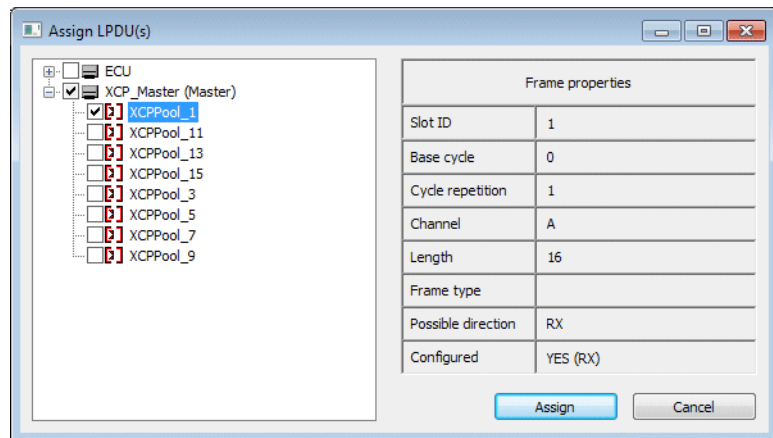 Assign LPDU(s)
ECU
XCP_Master (Master)
XCPPool_1
XCPPool_11
XCPPool_13
XCPPool_15
XCPPool_3
XCPPool_5
XCPPool_7
XCPPool_9
Frame properties
Slot ID 1
Base cycle 0
Cycle repetition 1
Channel A
Length 16
Frame type
Possible direction RX
Configured YES (RX)
Assign Cancel